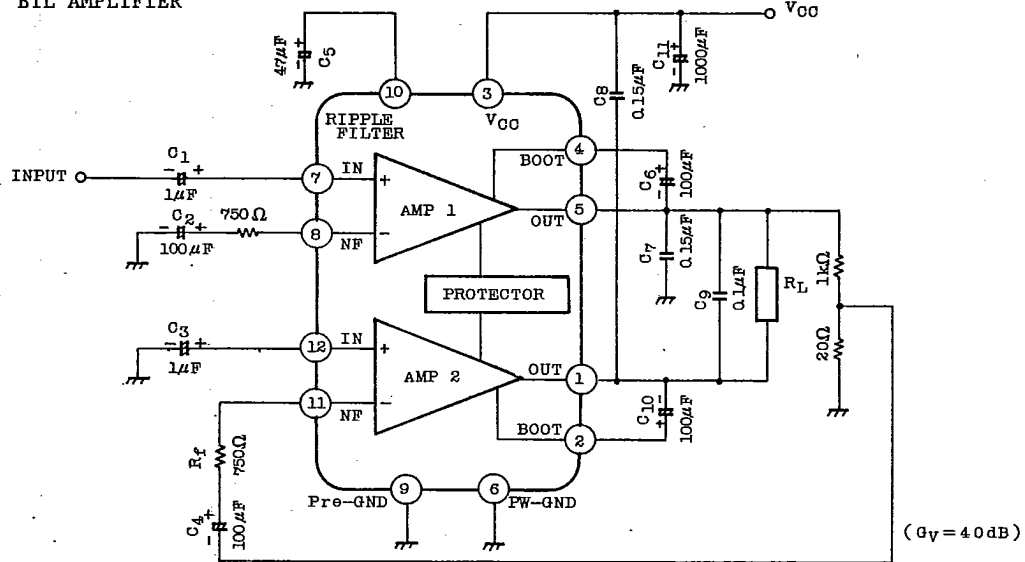 BTL AMPLIFIER
VCC
47µF
C5
C11
1000µF
C8
0.15µF
10
3
RIPPLE
FILTER
VCC
BOOT
4
C6
100µF
INPUT
C1
1µF
7
IN
+
AMP 1
OUT
5
C2
100µF
750Ω
8
NF
−
C7
0.15µF
C9
0.1µF
RL
1kΩ
PROTECTOR
C3
1µF
12
IN
+
AMP 2
OUT
1
20Ω
11
NF
−
BOOT
2
C10
100µF
Rf
750Ω
Pre-GND
9
6
PW-GND
C4
100µF
(GV=40dB)